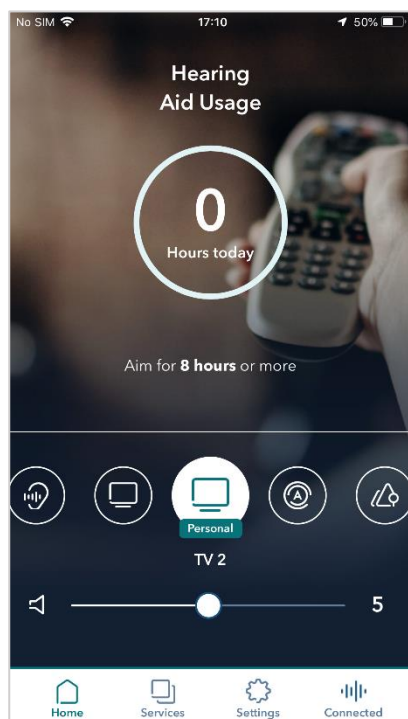 No SIM 17:10 50%
Hearing
Aid Usage
0
Hours today
Aim for 8 hours or more
A
Personal
TV 2
5
Home Services Settings Connected